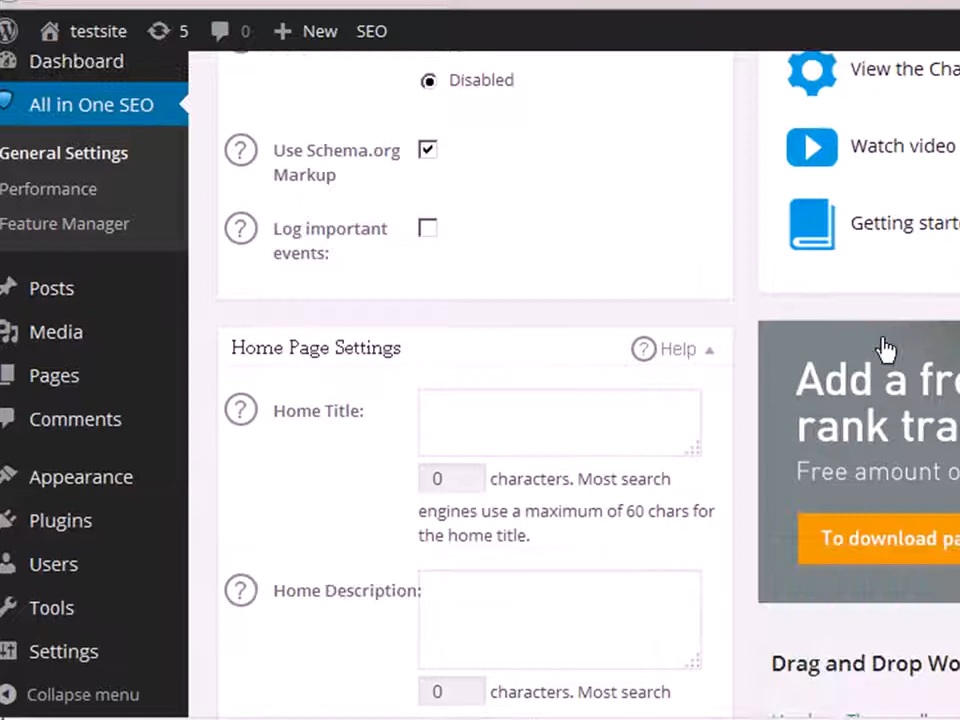 testsite 5 0 New SEO
Dashboard
All in One SEO
General Settings
Performance
Feature Manager
Posts
Media
Pages
Comments
Appearance
Plugins
Users
Tools
Settings
Collapse menu
Disabled
? Use Schema.org
Markup
? Log important
events:
Home Page Settings ? Help
? Home Title:
0 characters. Most search
engines use a maximum of 60 chars for
the home title.
? Home Description:
0 characters. Most search
View the Cha
Watch video
Getting start
Add a fre
rank tra
Free amount o
To download pa
Drag and Drop Wo